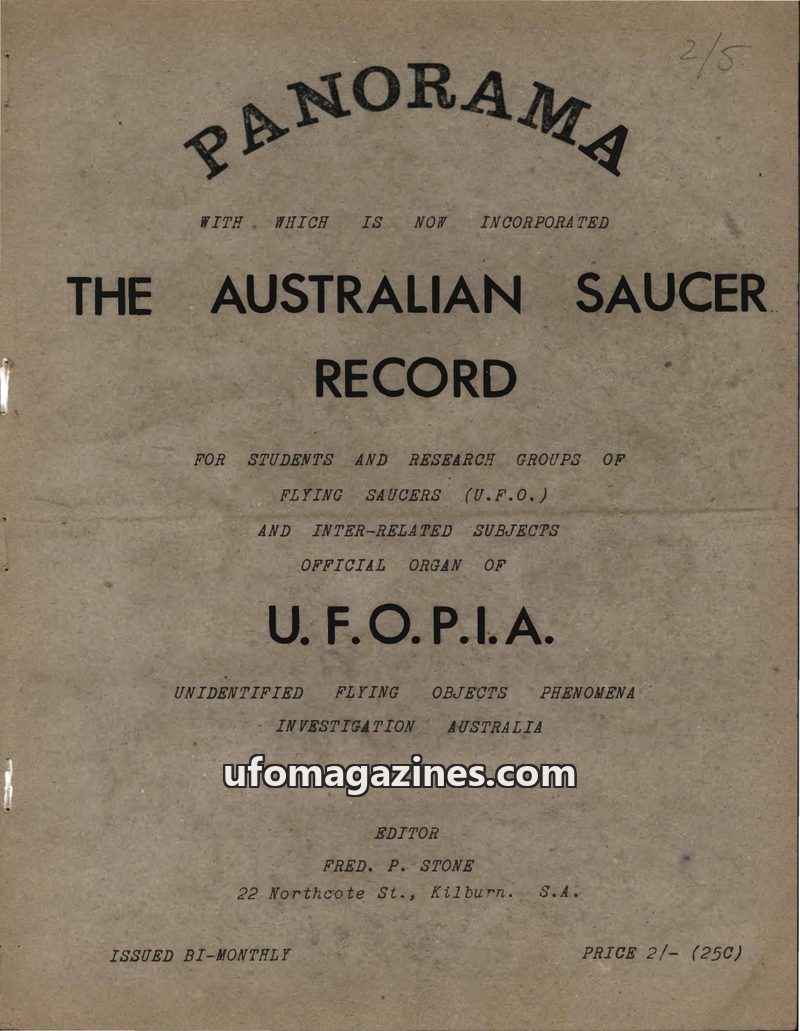 2/5
PANORAMA
WITH WHICH IS NOW INCORPORATED
THE AUSTRALIAN SAUCER
RECORD
FOR STUDENTS AND RESEARCH GROUPS OF
FLYING SAUCERS (U.F.O.)
AND INTER-RELATED SUBJECTS
OFFICIAL ORGAN OF
U.F.O.P.I.A.
UNIDENTIFIED FLYING OBJECTS PHENOMENA
INVESTIGATION AUSTRALIA
ufomagazines.com
EDITOR
FRED. P. STONE
22 Northcote St., Kilburn. S.A.
ISSUED BI-MONTHLY PRICE 2/- (25C)